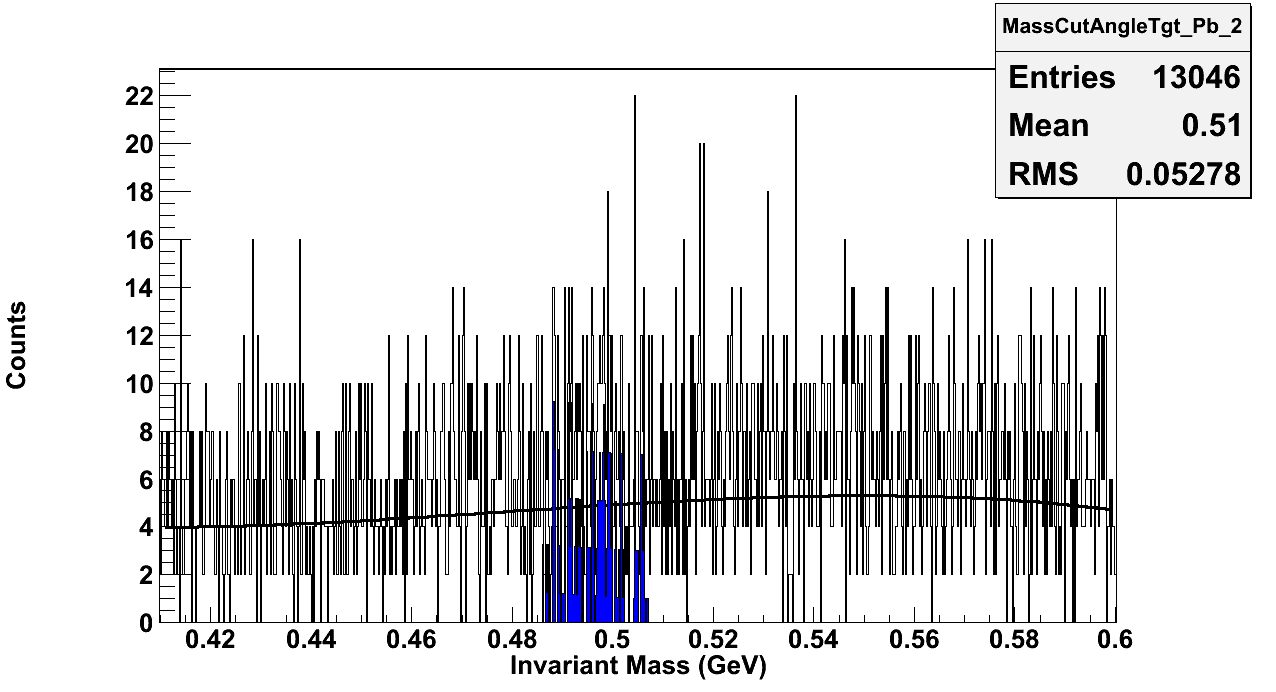 MassCutAngleTgt_Pb_2
Entries 13046
Mean 0.51
RMS 0.05278
22
20
18
16
14
12
10
8
6
4
2
0
Counts
0.42 0.44 0.46 0.48 0.5 0.52 0.54 0.56 0.58 0.6
Invariant Mass (GeV)